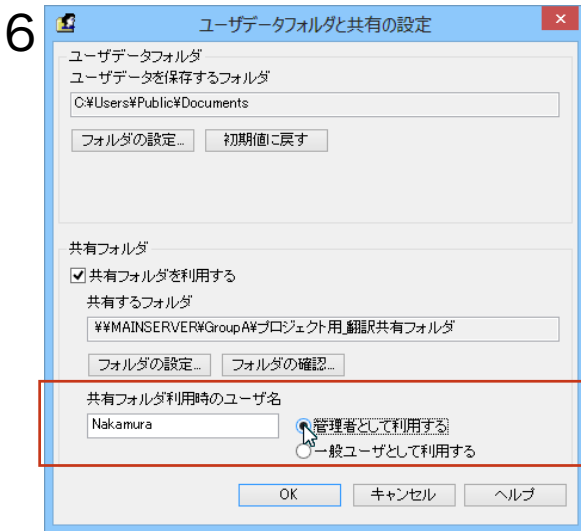 6
ユーザデータフォルダと共有の設定
ユーザデータフォルダ
ユーザデータを保存するフォルダ
C:¥Users¥Public¥Documents
フォルダの設定... 初期値に戻す
共有フォルダ
共有フォルダを利用する
共有するフォルダ
¥¥MAINSERVER¥GroupA¥プロジェクト用_翻訳共有フォルダ
フォルダの設定... フォルダの確認...
共有フォルダ利用時のユーザ名
Nakamura 管理者として利用する
一般ユーザとして利用する
OK キャンセル ヘルプ